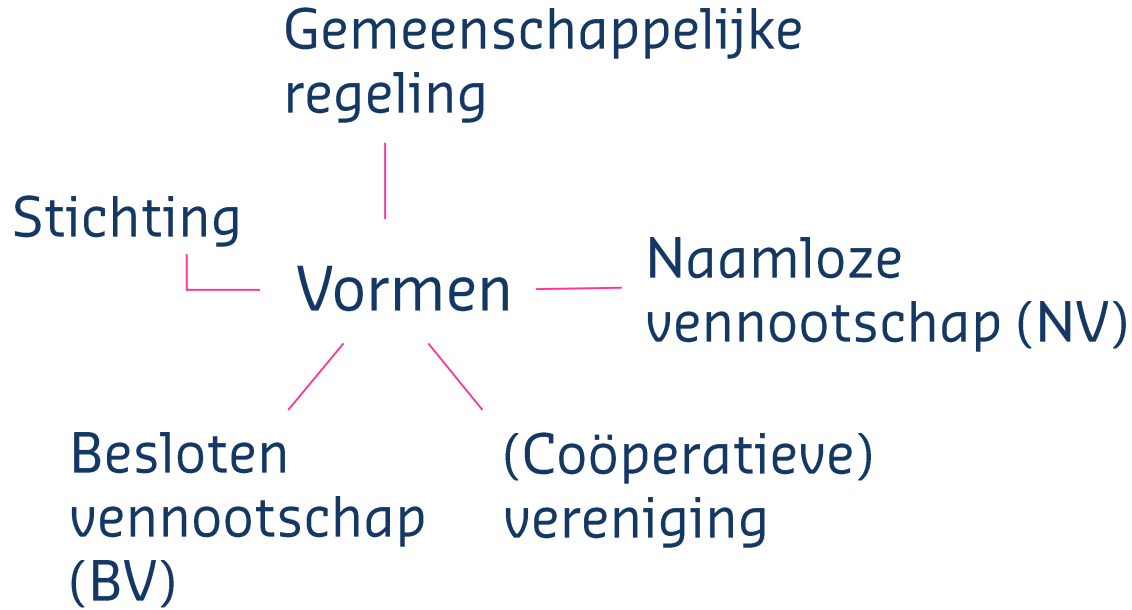 Gemeenschappelijke
regeling
Stichting
Vormen
Naamloze
vennootschap (NV)
Besloten
vennootschap
(BV)
(Coöperatieve)
vereniging